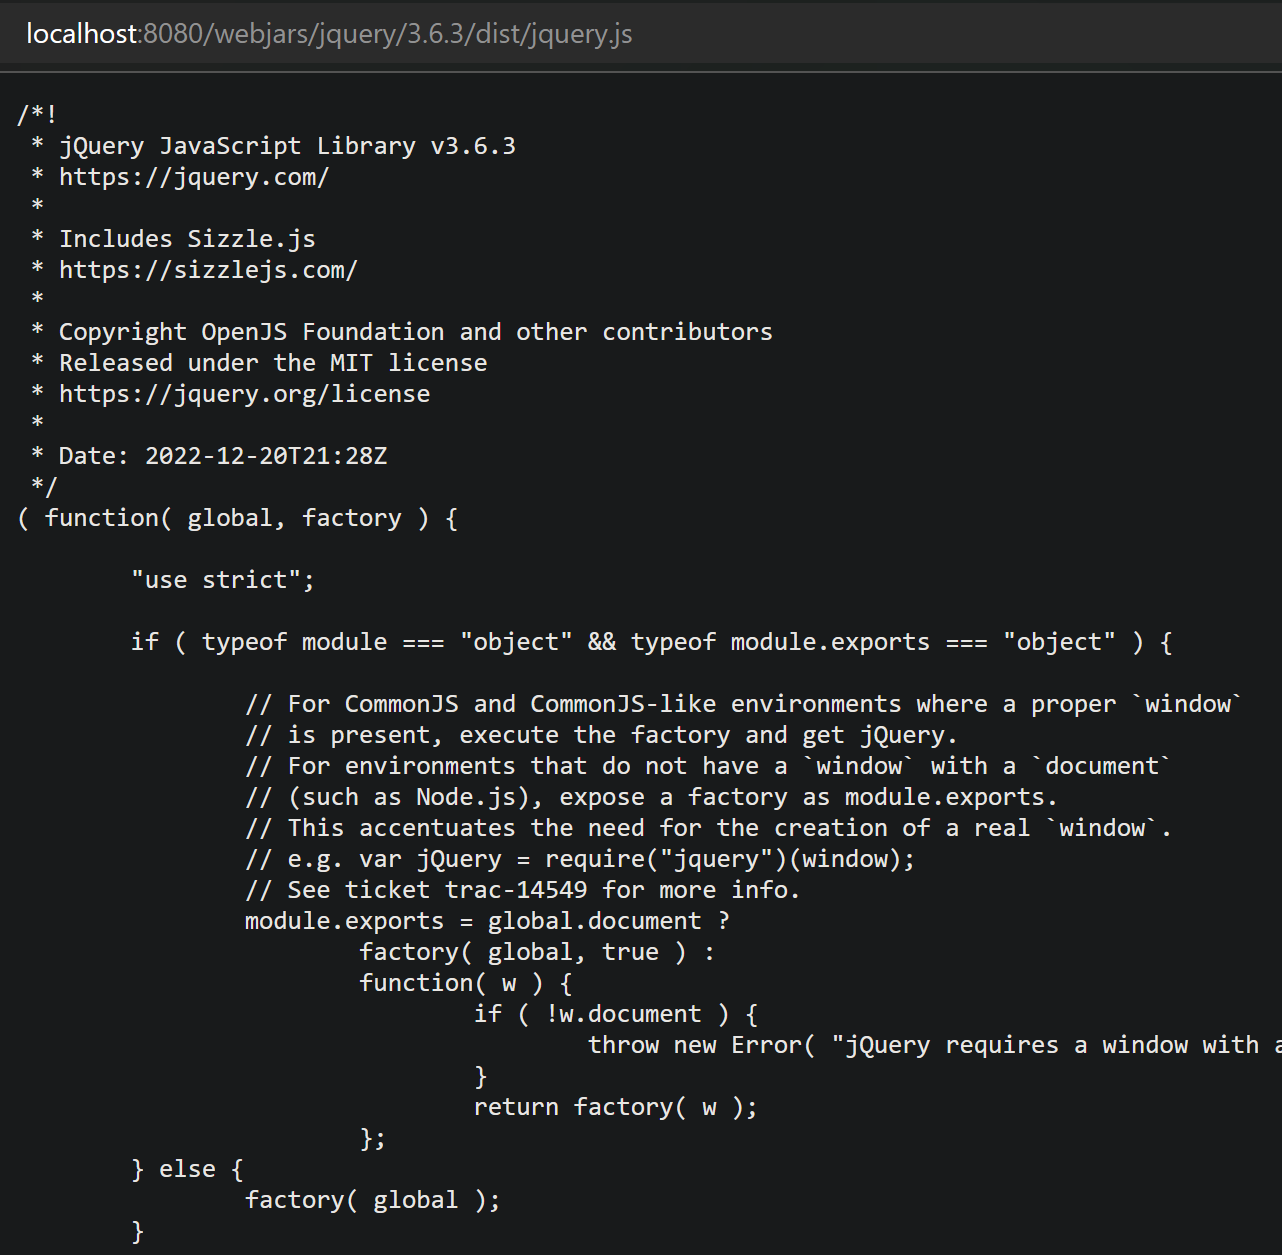 localhost:8080/webjars/jquery/3.6.3/dist/jquery.js
/*!
 * jQuery JavaScript Library v3.6.3
 * https://jquery.com/
 *
 * Includes Sizzle.js
 * https://sizzlejs.com/
 *
 * Copyright OpenJS Foundation and other contributors
 * Released under the MIT license
 * https://jquery.org/license
 *
 * Date: 2022-12-20T21:28Z
 */
( function( global, factory ) {
	"use strict";
	if ( typeof module === "object" && typeof module.exports === "object" ) {
		// For CommonJS and CommonJS-like environments where a proper `window`
		// is present, execute the factory and get jQuery.
		// For environments that do not have a `window` with a `document`
		// (such as Node.js), expose a factory as module.exports.
		// This accentuates the need for the creation of a real `window`.
		// e.g. var jQuery = require("jquery")(window);
		// See ticket trac-14549 for more info.
		module.exports = global.document ?
			factory( global, true ) :
			function( w ) {
				if ( !w.document ) {
					throw new Error( "jQuery requires a window with a
				}
				return factory( w );
			};
	} else {
		factory( global );
	}